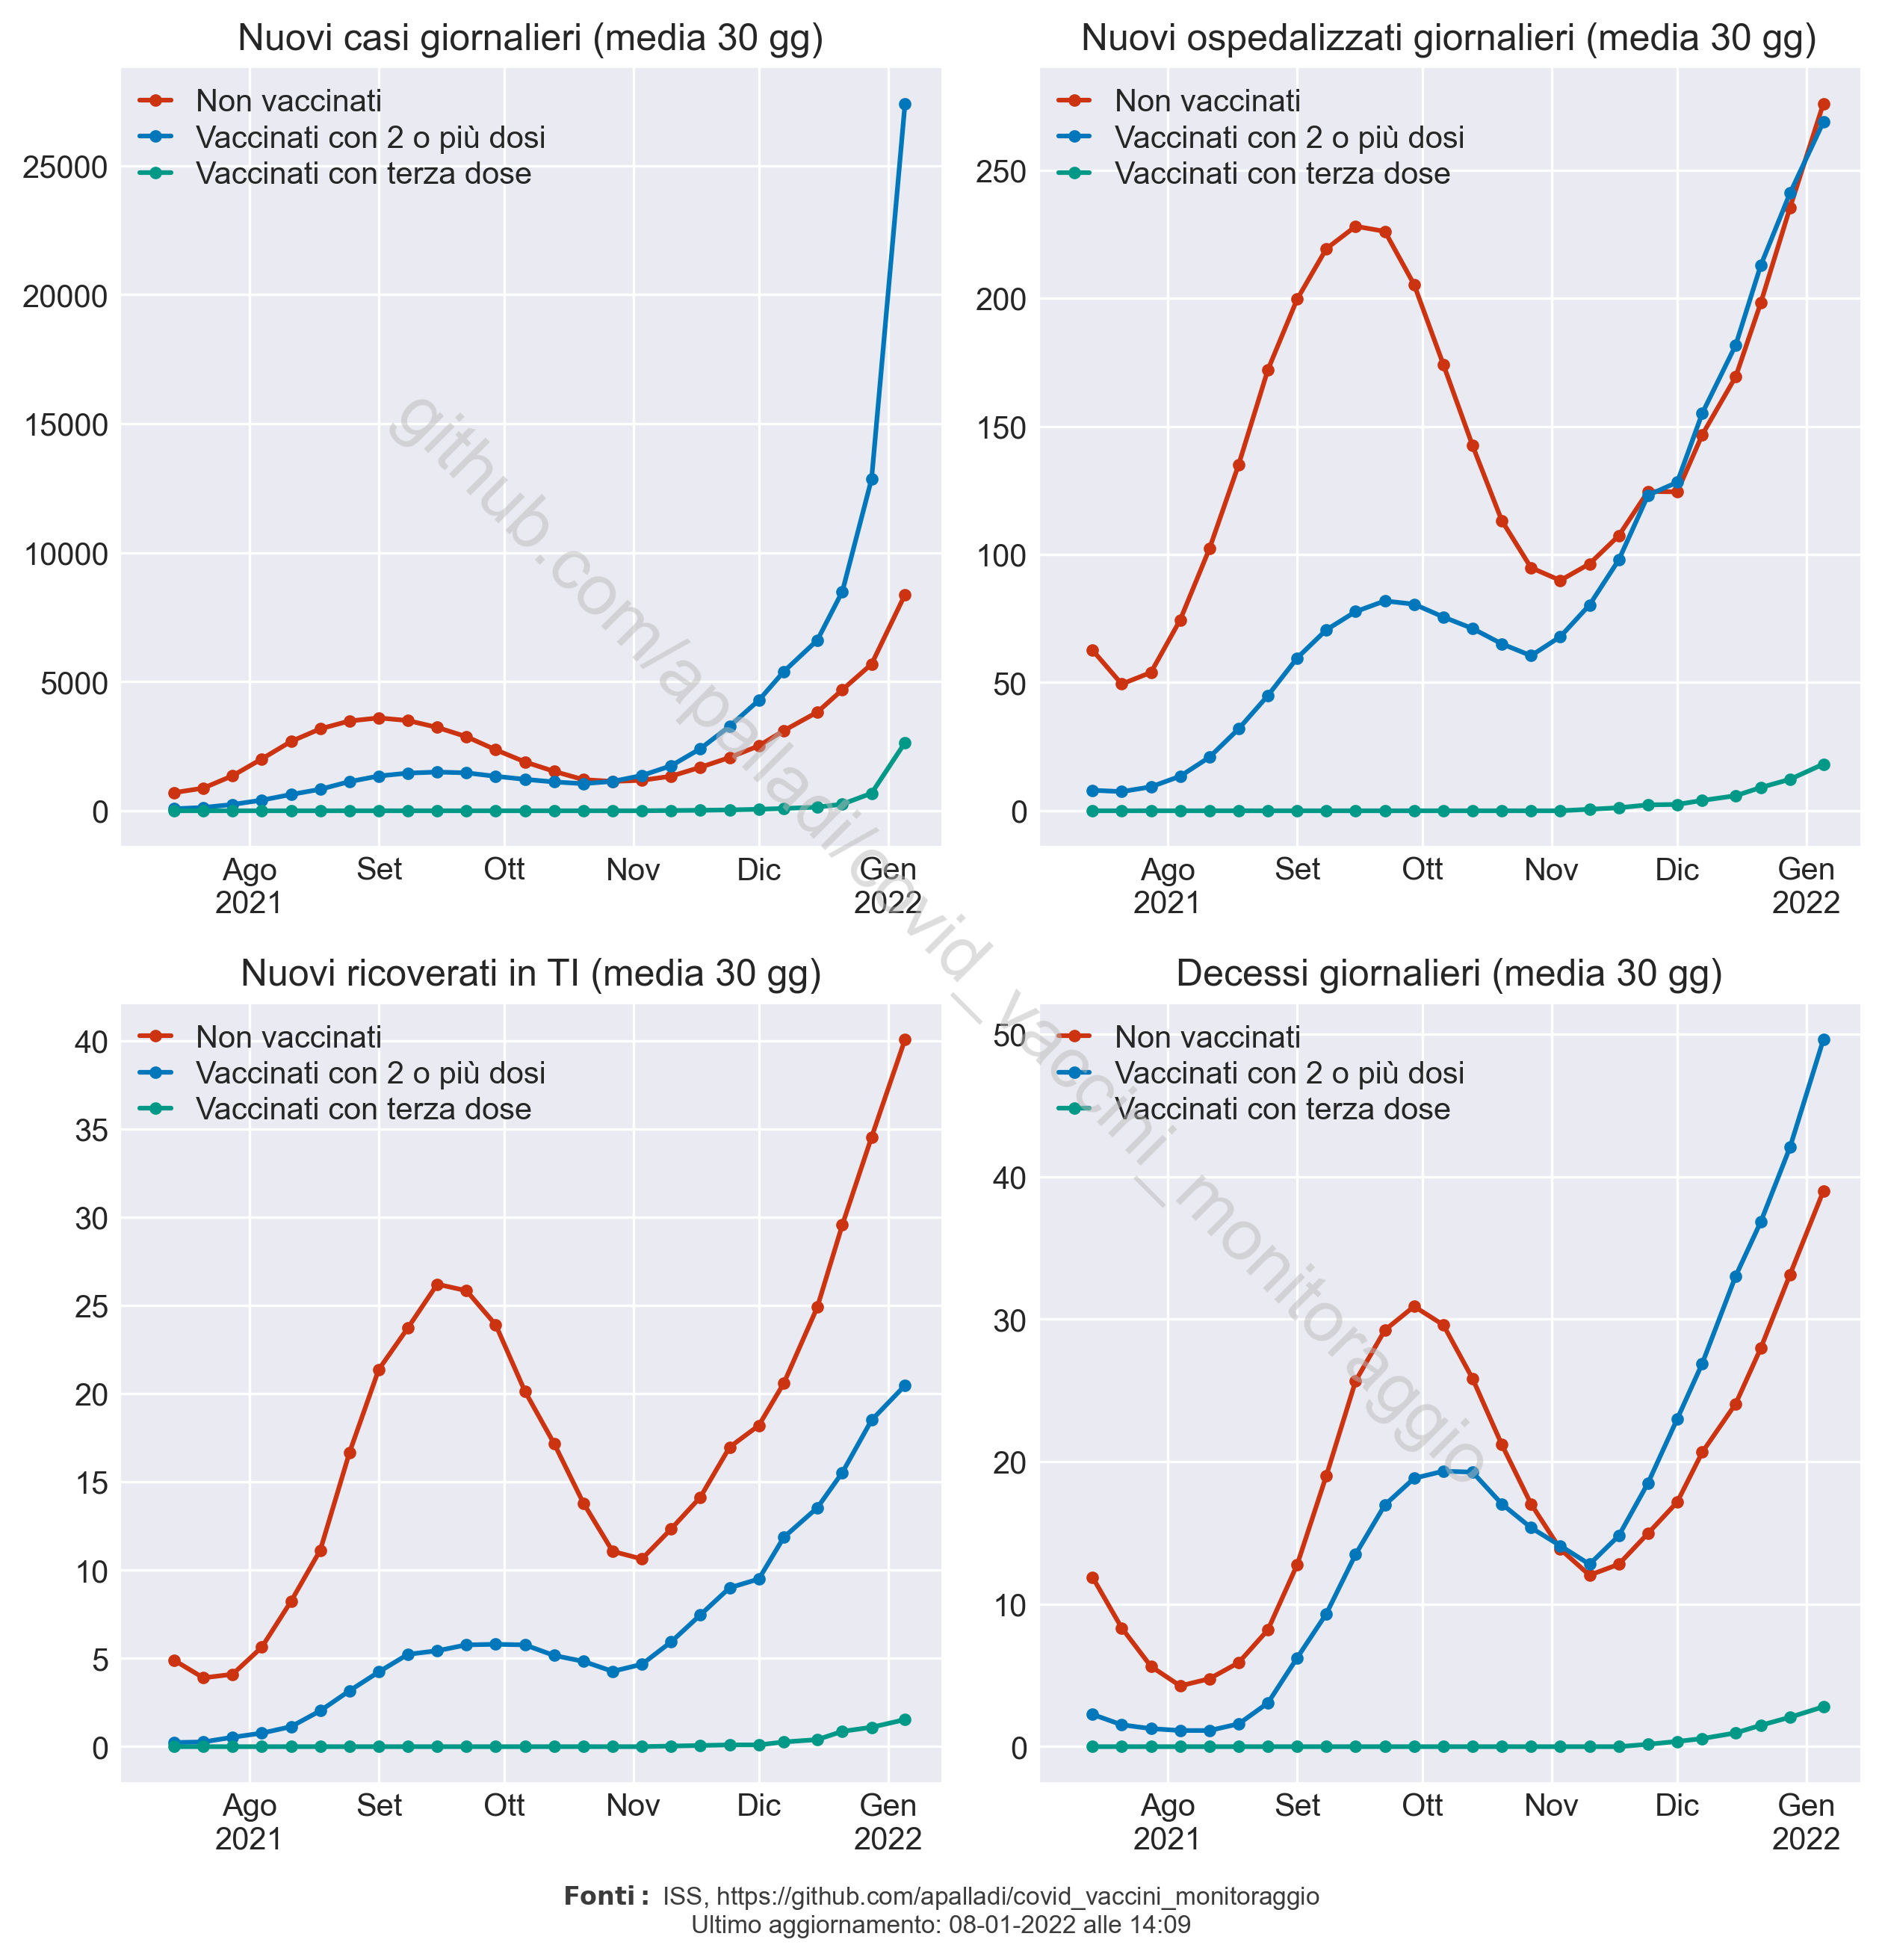 Nuovi casi giornalieri (media 30 gg)
Non vaccinati
Vaccinati con 2 o più dosi
Vaccinati con terza dose
25000
20000
15000
10000
5000
0
Ago
2021
Set
Ott
Nov
Dic
Gen
2022
Nuovi ospedalizzati giornalieri (media 30 gg)
Non vaccinati
Vaccinati con 2 o più dosi
Vaccinati con terza dose
250
200
150
100
50
0
Ago
2021
Set
Ott
Nov
Dic
Gen
2022
Nuovi ricoverati in TI (media 30 gg)
Non vaccinati
Vaccinati con 2 o più dosi
Vaccinati con terza dose
40
35
30
25
20
15
10
5
0
Ago
2021
Set
Ott
Nov
Dic
Gen
2022
Decessi giornalieri (media 30 gg)
Non vaccinati
Vaccinati con 2 o più dosi
Vaccinati con terza dose
50
40
30
20
10
0
Ago
2021
Set
Ott
Nov
Dic
Gen
2022
github.com/apalladi/covid_vaccini_monitoraggio
Fonti: ISS, https://github.com/apalladi/covid_vaccini_monitoraggio
Ultimo aggiornamento: 08-01-2022 alle 14:09